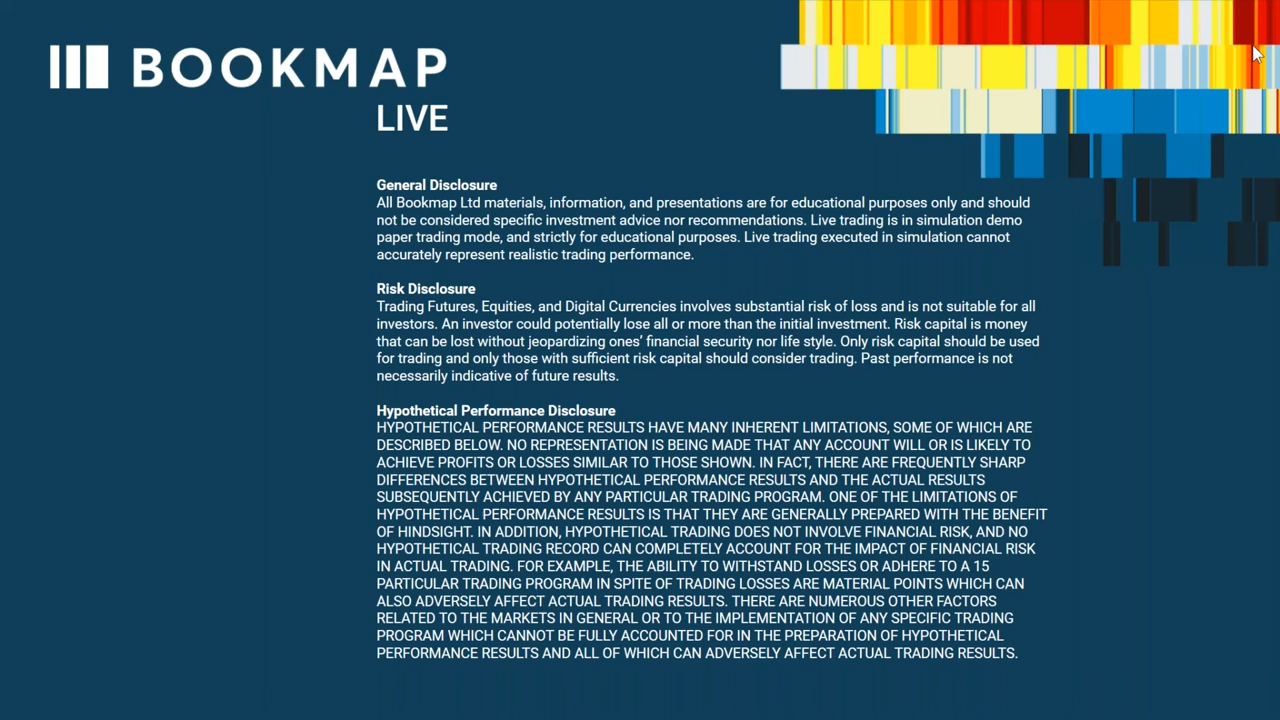 BOOKMAP
LIVE
General Disclosure
All Bookmap Ltd materials, information, and presentations are for educational purposes only and should
not be considered specific investment advice nor recommendations. Live trading is in simulation demo
paper trading mode, and strictly for educational purposes. Live trading executed in simulation cannot
accurately represent realistic trading performance.
Risk Disclosure
Trading Futures, Equities, and Digital Currencies involves substantial risk of loss and is not suitable for all
investors. An investor could potentially lose all or more than the initial investment. Risk capital is money
that can be lost without jeopardizing ones’ financial security nor life style. Only risk capital should be used
for trading and only those with sufficient risk capital should consider trading. Past performance is not
necessarily indicative of future results.
Hypothetical Performance Disclosure
HYPOTHETICAL PERFORMANCE RESULTS HAVE MANY INHERENT LIMITATIONS, SOME OF WHICH ARE
DESCRIBED BELOW. NO REPRESENTATION IS BEING MADE THAT ANY ACCOUNT WILL OR IS LIKELY TO
ACHIEVE PROFITS OR LOSSES SIMILAR TO THOSE SHOWN. IN FACT, THERE ARE FREQUENTLY SHARP
DIFFERENCES BETWEEN HYPOTHETICAL PERFORMANCE RESULTS AND THE ACTUAL RESULTS
SUBSEQUENTLY ACHIEVED BY ANY PARTICULAR TRADING PROGRAM. ONE OF THE LIMITATIONS OF
HYPOTHETICAL PERFORMANCE RESULTS IS THAT THEY ARE GENERALLY PREPARED WITH THE BENEFIT
OF HINDSIGHT. IN ADDITION, HYPOTHETICAL TRADING DOES NOT INVOLVE FINANCIAL RISK, AND NO
HYPOTHETICAL TRADING RECORD CAN COMPLETELY ACCOUNT FOR THE IMPACT OF FINANCIAL RISK
IN ACTUAL TRADING. FOR EXAMPLE, THE ABILITY TO WITHSTAND LOSSES OR ADHERE TO A 15
PARTICULAR TRADING PROGRAM IN SPITE OF TRADING LOSSES ARE MATERIAL POINTS WHICH CAN
ALSO ADVERSELY AFFECT ACTUAL TRADING RESULTS. THERE ARE NUMEROUS OTHER FACTORS
RELATED TO THE MARKETS IN GENERAL OR TO THE IMPLEMENTATION OF ANY SPECIFIC TRADING
PROGRAM WHICH CANNOT BE FULLY ACCOUNTED FOR IN THE PREPARATION OF HYPOTHETICAL
PERFORMANCE RESULTS AND ALL OF WHICH CAN ADVERSELY AFFECT ACTUAL TRADING RESULTS.